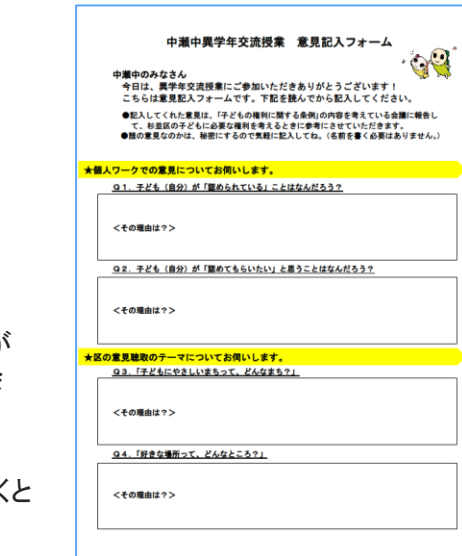 中瀬中異学年交流授業 意見記入フォーム
中瀬中のみなさん
今日は、異学年交流授業にご参加いただきありがとうございます！
こちらは意見記入フォームです。下記を読んでから記入してください。
●記入してくれた意見は、「子どもの権利に関する条例」の内容を考えている会議に報告し
て、杉並区の子どもに必要な権利を考えるときに参考にさせていただきます。
●誰の意見なのかは、秘密にするので気軽に記入してね。（名前を書く必要はありません。）
★個人ワークでの意見についてお伺いします。
Q1．子ども（自分）が「認められている」ことはなんだろう？
＜その理由は？＞
Q2．子ども（自分）が「認めてもらいたい」と思うことはなんだろう？
＜その理由は？＞
が
★区の意見聴取のテーマについてお伺いします。
Q3．「子どもにやさしいまちって、どんなまち？」
＜その理由は？＞
Q4．「好きな場所って、どんなところ？」
くと
＜その理由は？＞